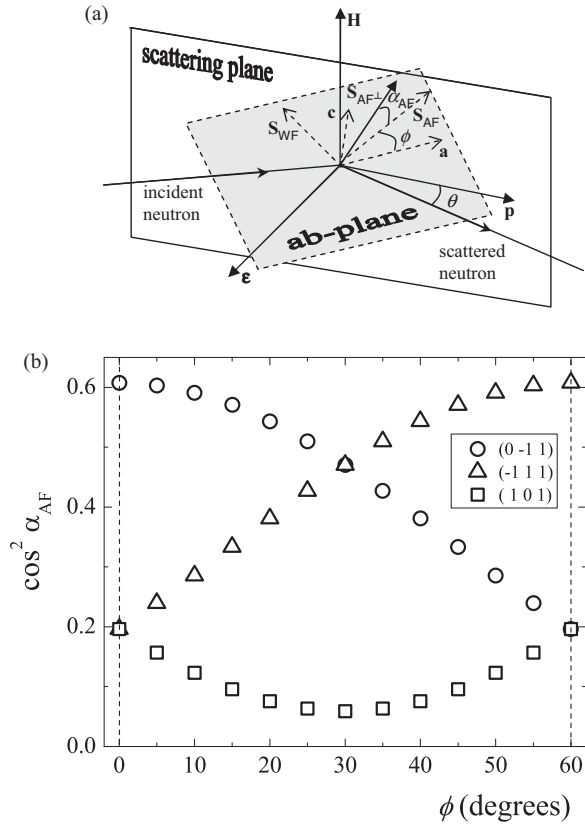 (a)
H
scattering plane
S_WF
c
S_AF⊥
α_AF
S_AF
ϕ
a
incident
neutron
θ
p
ab-plane
scattered
neutron
ε
(b)
0.6
0.4
0.2
0.0
cos² α_AF
(0 -1 1)
(-1 1 1)
(1 0 1)
0 10 20 30 40 50 60
ϕ (degrees)